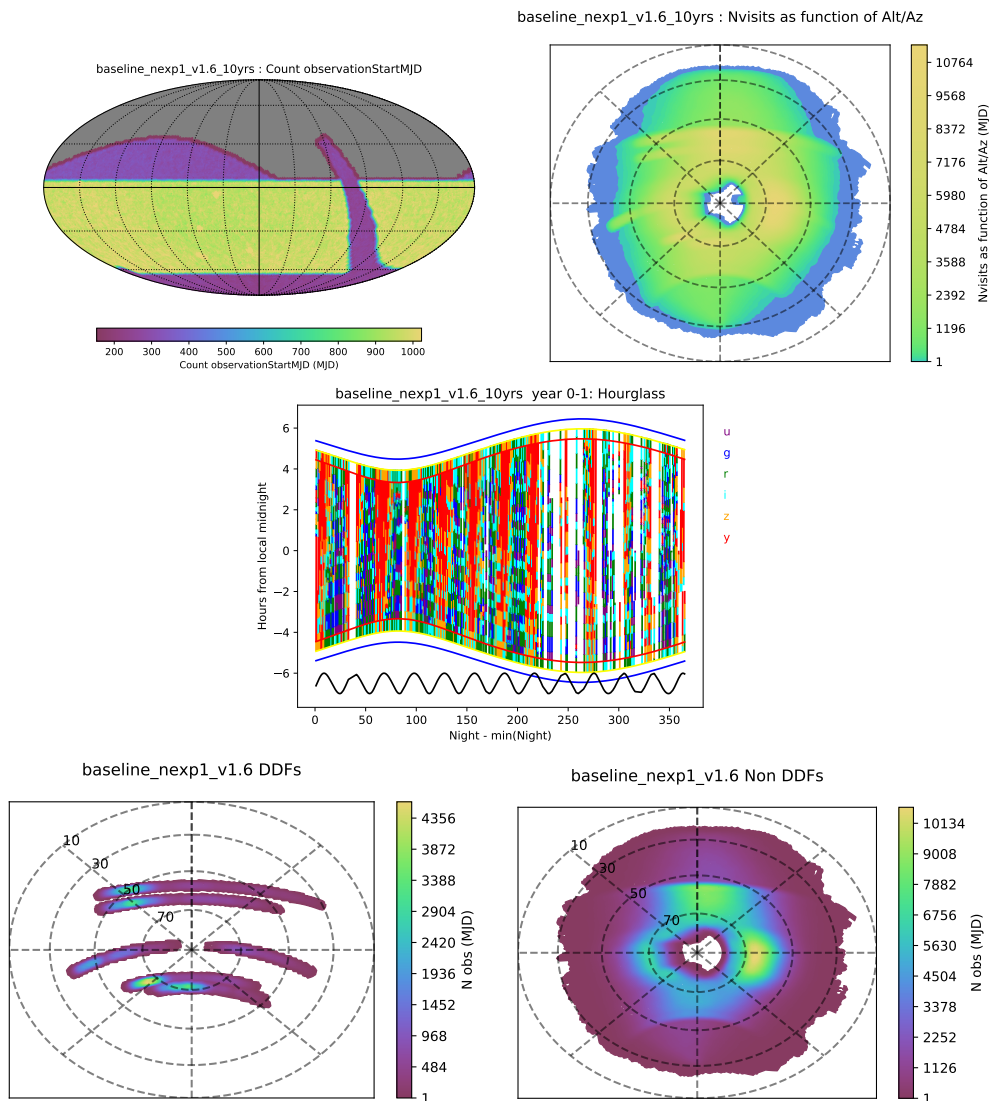 baseline_nexp1_v1.6_10yrs : Nvisits as function of Alt/Az
baseline_nexp1_v1.6_10yrs : Count observationStartMJD
200 300 400 500 600 700 800 900 1000
Count observationStartMJD (MJD)
10764
9568
8372
7176
5980
4784
3588
2392
1196
1
Nvisits as function of Alt/Az (MJD)
baseline_nexp1_v1.6_10yrs year 0-1: Hourglass
6
4
2
0
−2
−4
−6
Hours from local midnight
0 50 100 150 200 250 300 350
Night - min(Night)
u
g
r
i
z
y
baseline_nexp1_v1.6 DDFs
10
30
50
70
4356
3872
3388
2904
2420
1936
1452
968
484
1
N obs (MJD)
baseline_nexp1_v1.6 Non DDFs
10
30
50
70
10134
9008
7882
6756
5630
4504
3378
2252
1126
1
N obs (MJD)